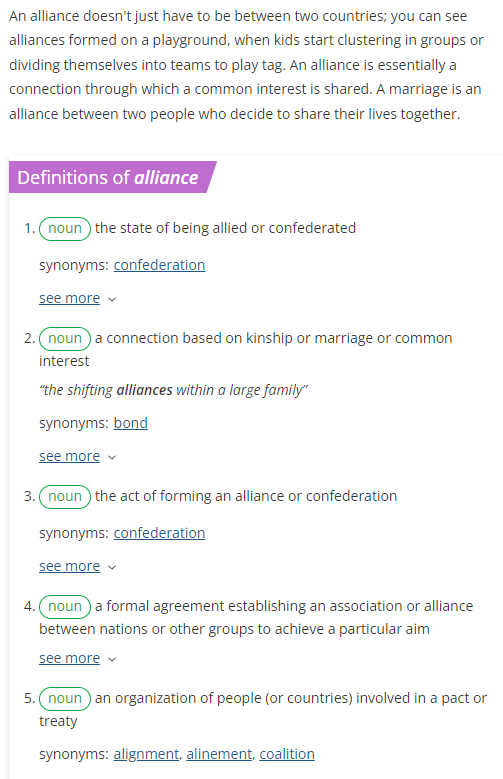 An alliance doesn't just have to be between two countries; you can see
alliances formed on a playground, when kids start clustering in groups or
dividing themselves into teams to play tag. An alliance is essentially a
connection through which a common interest is shared. A marriage is an
alliance between two people who decide to share their lives together.
Definitions of alliance
1. noun the state of being allied or confederated
synonyms: confederation
see more
2. noun a connection based on kinship or marriage or common
interest
“the shifting alliances within a large family”
synonyms: bond
see more
3. noun the act of forming an alliance or confederation
synonyms: confederation
see more
4. noun a formal agreement establishing an association or alliance
between nations or other groups to achieve a particular aim
see more
5. noun an organization of people (or countries) involved in a pact or
treaty
synonyms: alignment, alinement, coalition